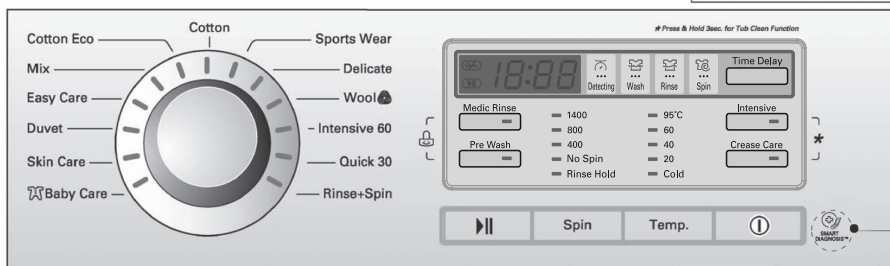 * Press & Hold 3sec. for Tub Clean Function
Cotton
Cotton Eco
Sports Wear
Mix
Delicate
Easy Care
Wool
Duvet
Intensive 60
Skin Care
Quick 30
Baby Care
Rinse+Spin
18:88
Detecting
Wash
Rinse
Spin
Time Delay
Medic Rinse
Pre Wash
1400
800
400
No Spin
Rinse Hold
95℃
60
40
20
Cold
Intensive
Crease Care
*
Spin
Temp.
SMART
DIAGNOSIS™